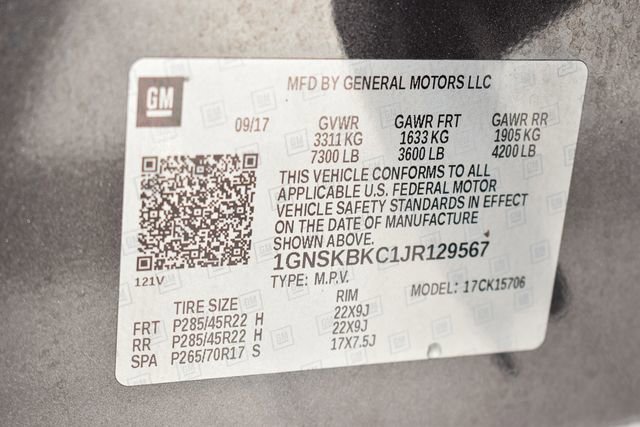 GM
MFD BY GENERAL MOTORS LLC
09/17 GVWR GAWR FRT GAWR RR
3311 KG 1633 KG 1905 KG
7300 LB 3600 LB 4200 LB
THIS VEHICLE CONFORMS TO ALL
APPLICABLE U.S. FEDERAL MOTOR
VEHICLE SAFETY STANDARDS IN EFFECT
ON THE DATE OF MANUFACTURE
SHOWN ABOVE.
1GNSKBKC1JR129567
121V
TYPE: M.P.V. MODEL: 17CK15706
TIRE SIZE RIM
FRT P285/45R22 H 22X9J
RR P285/45R22 H 22X9J
SPA P265/70R17 S 17X7.5J